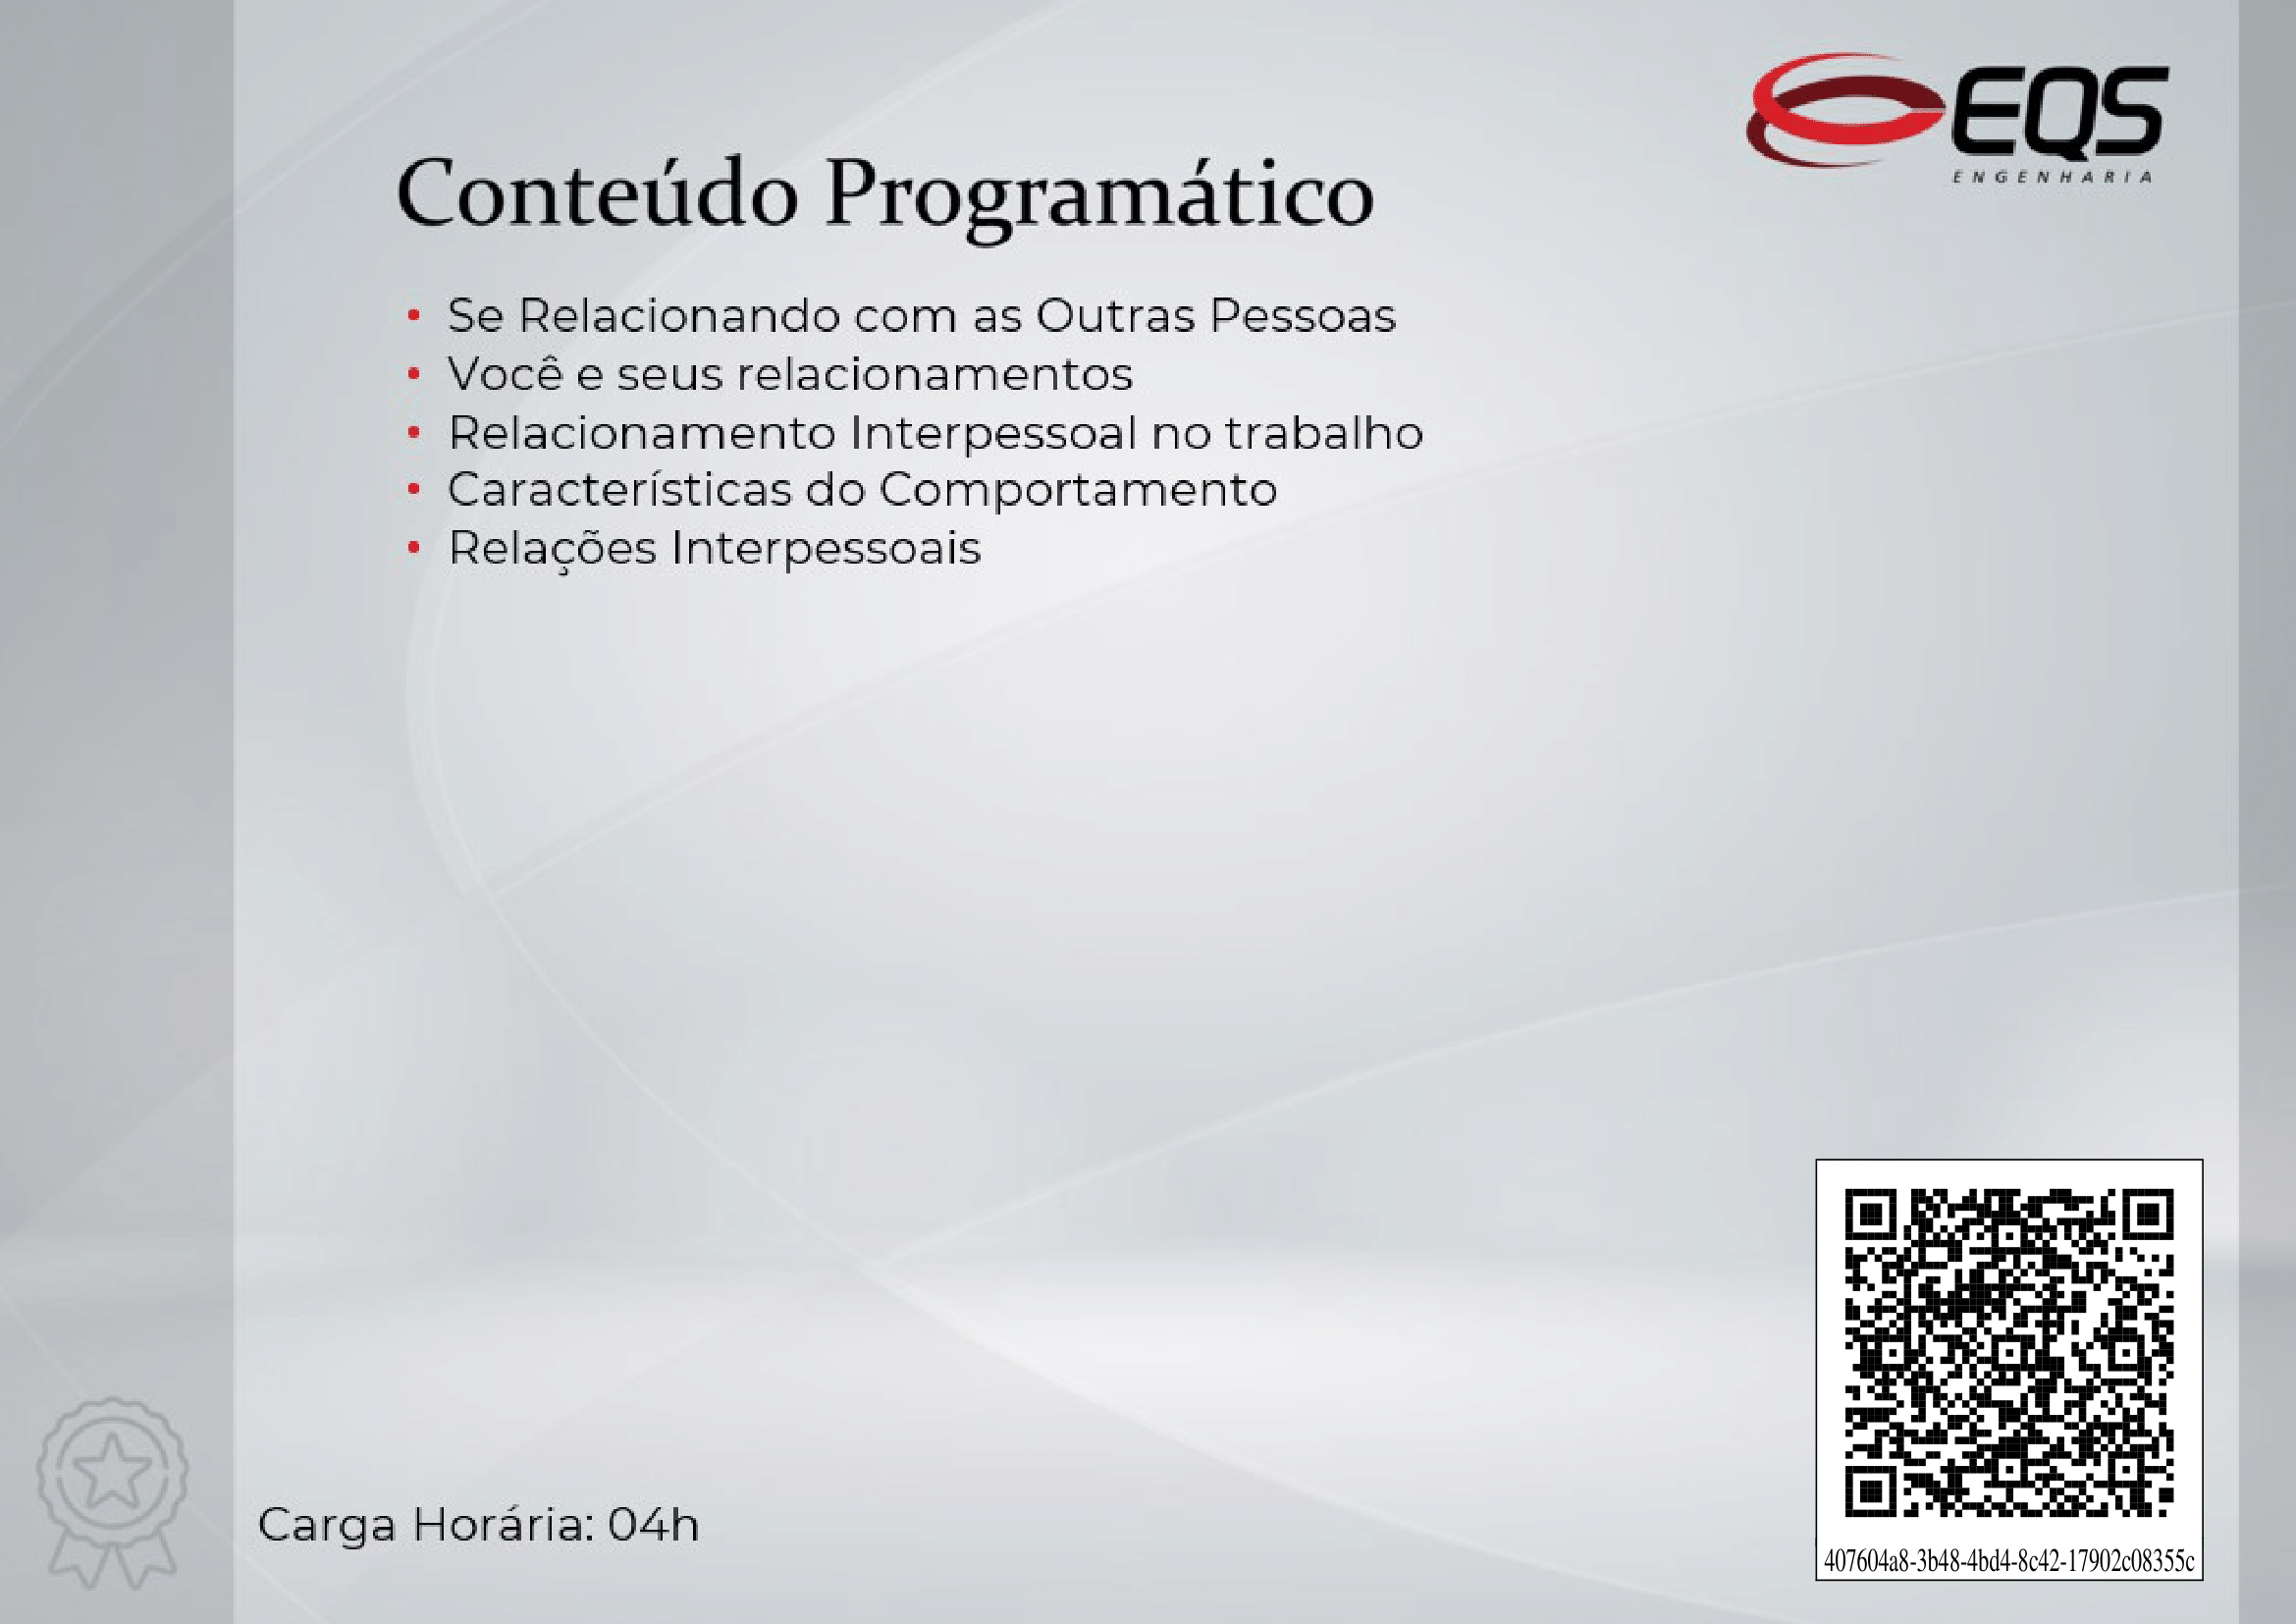 EQS
ENGENHARIA
Conteúdo Programático
• Se Relacionando com as Outras Pessoas
• Você e seus relacionamentos
• Relacionamento Interpessoal no trabalho
• Características do Comportamento
• Relações Interpessoais
Carga Horária: 04h
407604a8-3b48-4bd4-8c42-17902c08355c